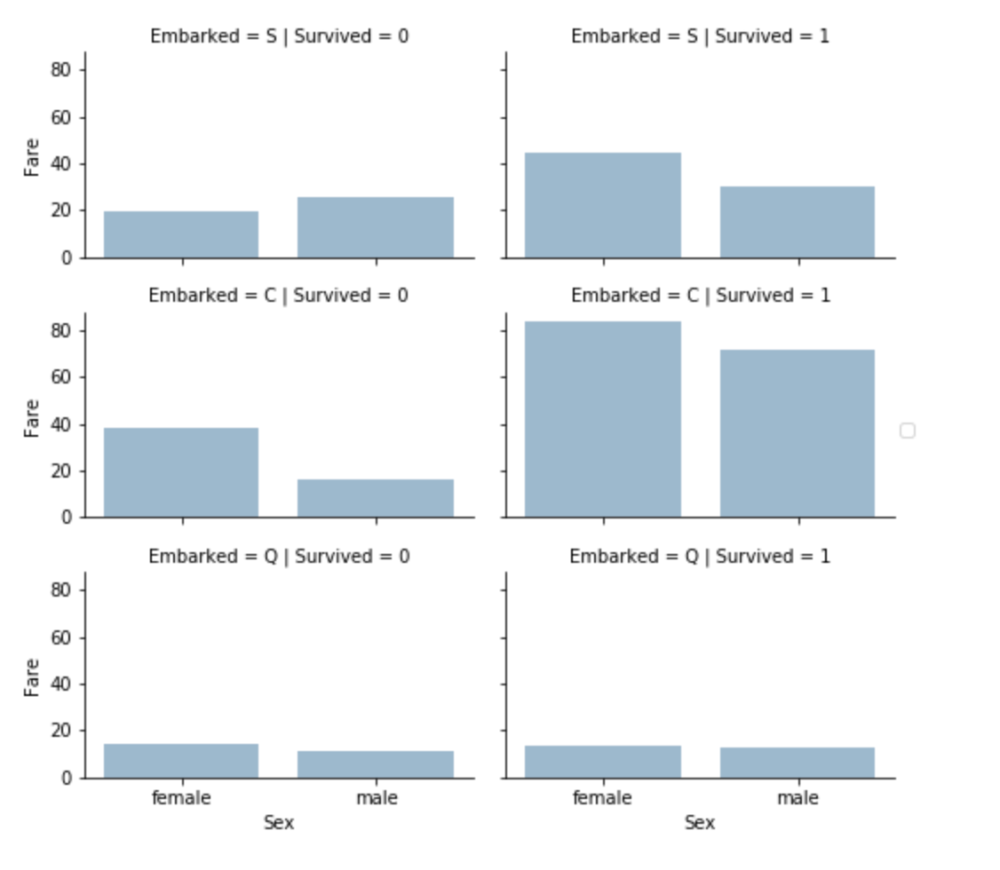 Embarked = S | Survived = 0
Embarked = S | Survived = 1
80
60
40
20
0
Fare
Embarked = C | Survived = 0
Embarked = C | Survived = 1
80
60
40
20
0
Fare
Embarked = Q | Survived = 0
Embarked = Q | Survived = 1
80
60
40
20
0
Fare
female
male
female
male
Sex
Sex